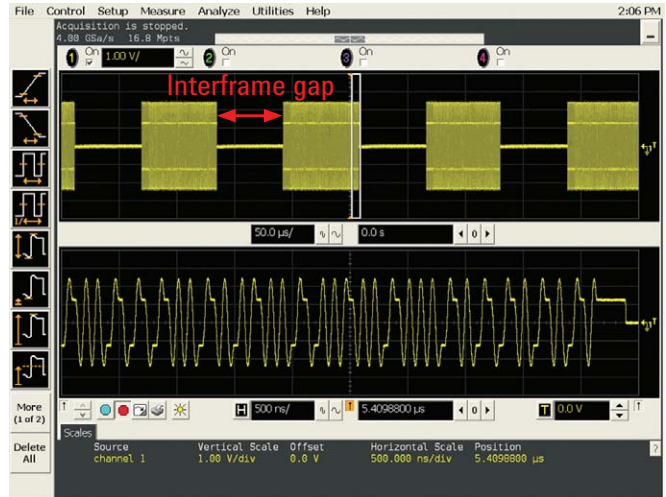 File Control Setup Measure Analyze Utilities Help 2:06 PM
Acquisition is stopped.
4.00 GSa/s 16.8 Mpts
1 On 1.00 V/ 2 On 3 On 4 On
Interframe gap
T
50.0 µs/ 0.0 s 0
T
More
(1 of 2)
T H 500 ns/ T 5.4098800 µs 0 T 0.0 V T
Delete
All
Scales
?
Source Vertical Scale Offset Horizontal Scale Position
channel 1 1.00 V/div 0.0 V 500.000 ns/div 5.4098800 µs